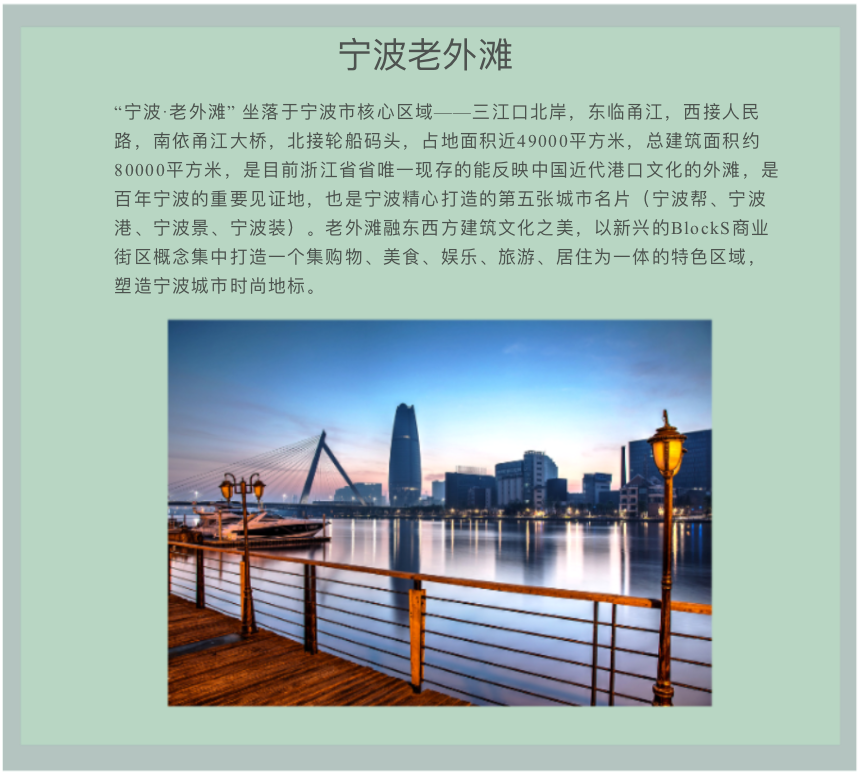 宁波老外滩
“宁波·老外滩” 坐落于宁波市核心区域——三江口北岸，东临甬江，西接人民
路，南依甬江大桥，北接轮船码头，占地面积近49000平方米，总建筑面积约
80000平方米，是目前浙江省省唯一现存的能反映中国近代港口文化的外滩，是
百年宁波的重要见证地，也是宁波精心打造的第五张城市名片（宁波帮、宁波
港、宁波景、宁波装）。老外滩融东西方建筑文化之美，以新兴的BlockS商业
街区概念集中打造一个集购物、美食、娱乐、旅游、居住为一体的特色区域，
塑造宁波城市时尚地标。